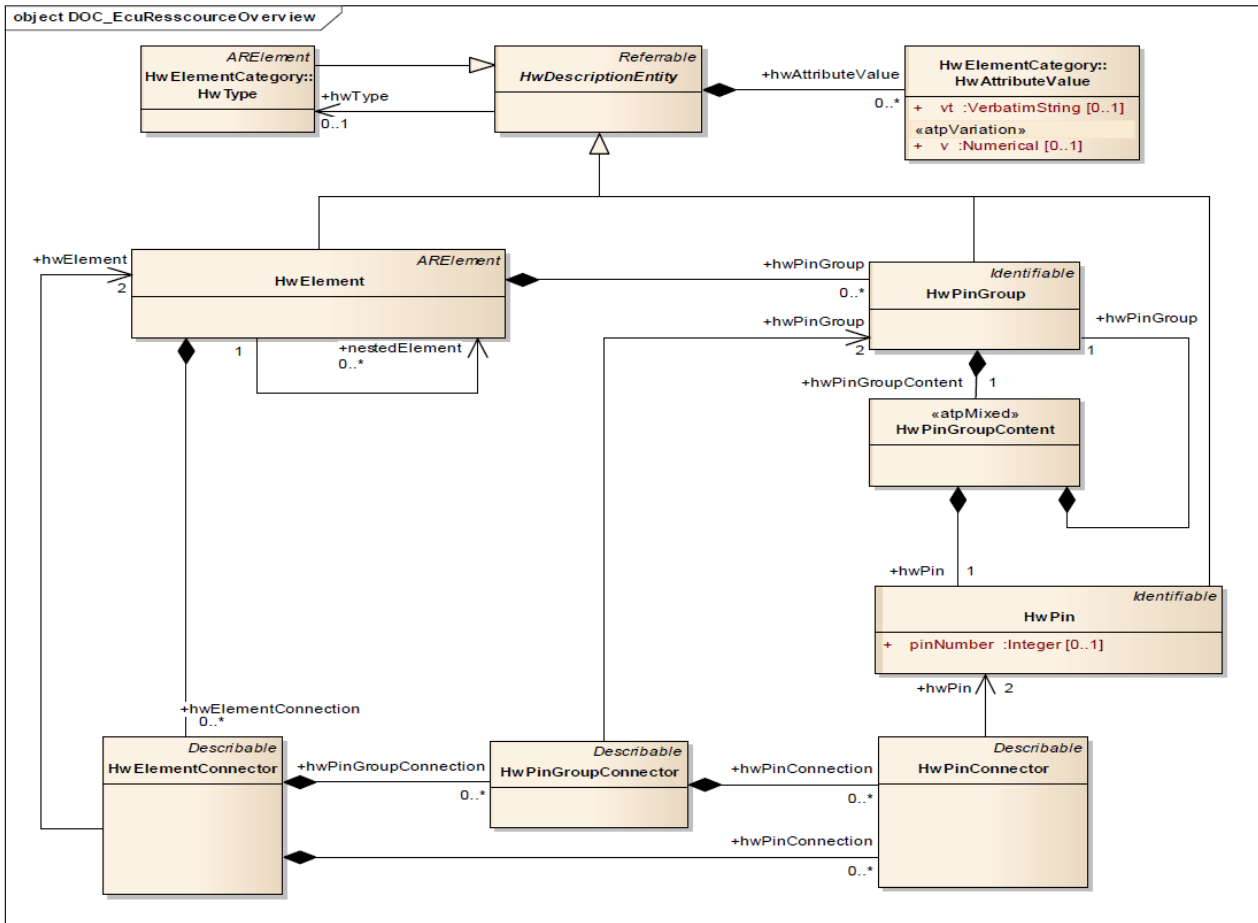 object DOC_EcuRessourceOverview
ARElement
HwElementCategory::
HwType
Referrable
HwDescriptionEntity
HwElementCategory::
HwAttributeValue
+ vt :VerbatimString [0..1]
«atpVariation»
+ v :Numerical [0..1]
+hwAttributeValue
0..*
+hwType
0..1
+hwElement
2
ARElement
HwElement
+hwPinGroup
0..*
Identifiable
HwPinGroup
+hwPinGroup
2
+hwPinGroup
1
1
+nestedElement
0..*
+hwPinGroupContent
1
«atpMixed»
HwPinGroupContent
+hwPin
1
Identifiable
HwPin
+ pinNumber :Integer [0..1]
+hwPin
2
+hwElementConnection
0..*
Describable
HwElementConnector
+hwPinGroupConnection
0..*
Describable
HwPinGroupConnector
+hwPinConnection
0..*
Describable
HwPinConnector
+hwPinConnection
0..*